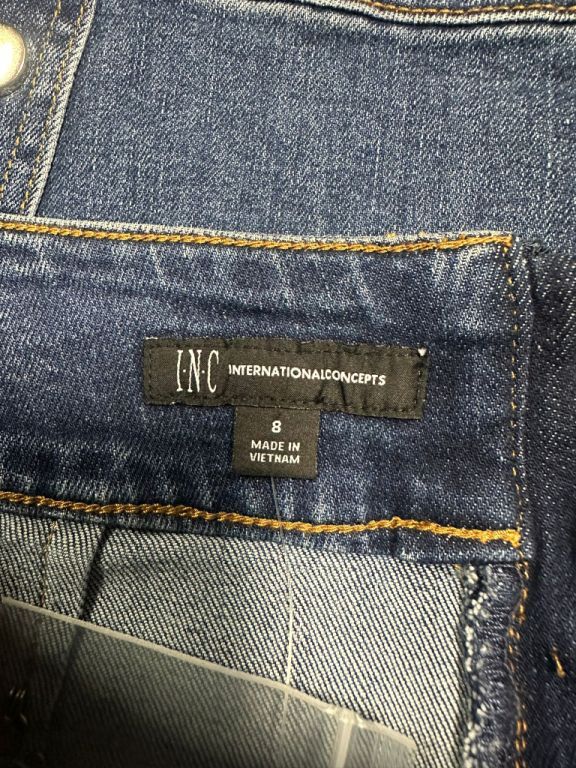 I·N·C INTERNATIONALCONCEPTS
8
MADE IN
VIETNAM